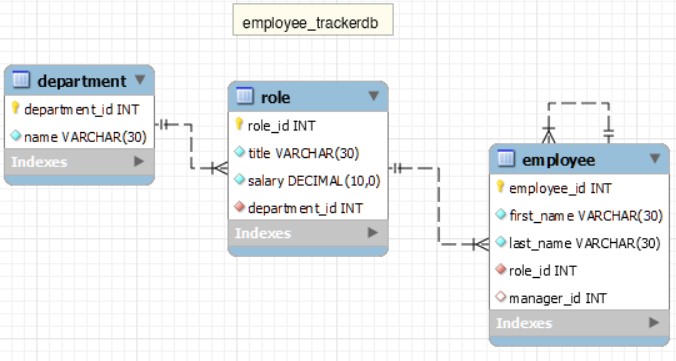 employee_trackerdb
department
department_id INT
name VARCHAR(30)
Indexes
role
role_id INT
title VARCHAR(30)
salary DECIMAL(10,0)
department_id INT
Indexes
employee
employee_id INT
first_name VARCHAR(30)
last_name VARCHAR(30)
role_id INT
manager_id INT
Indexes